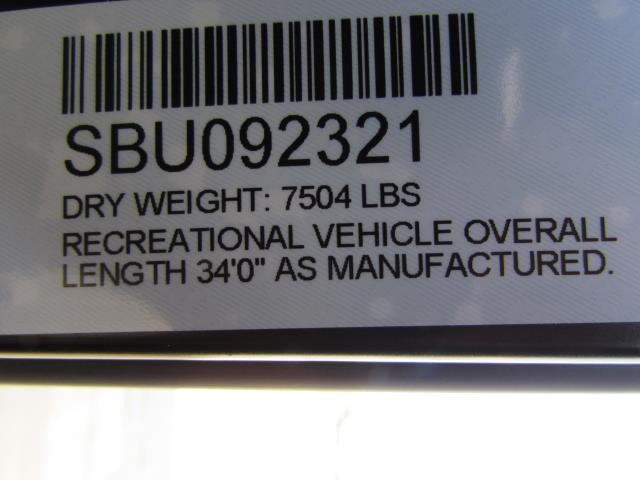 SBU092321
DRY WEIGHT: 7504 LBS
RECREATIONAL VEHICLE OVERALL
LENGTH 34'0" AS MANUFACTURED.